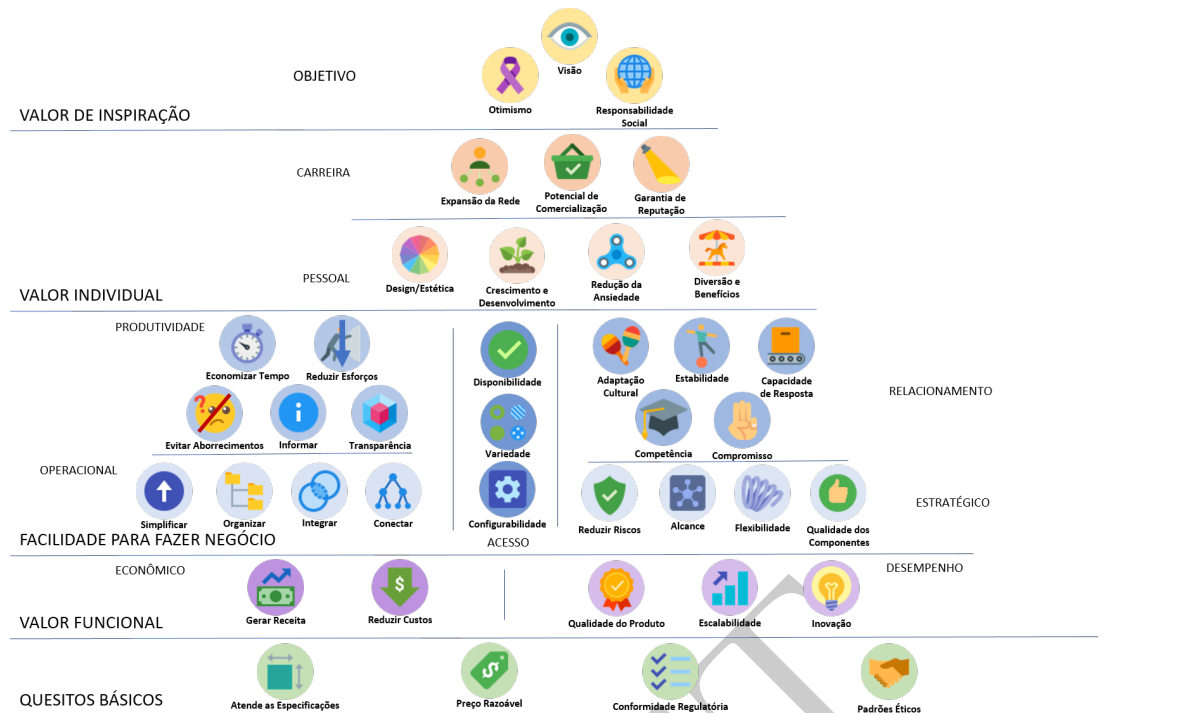 Visão
OBJETIVO
Otimismo
Responsabilidade
Social
VALOR DE INSPIRAÇÃO
CARREIRA
Expansão da Rede
Potencial de
Comercialização
Garantia de
Reputação
PESSOAL
Design/Estética
Crescimento e
Desenvolvimento
Redução da
Ansiedade
Diversão e
Benefícios
VALOR INDIVIDUAL
PRODUTIVIDADE
Economizar Tempo
Reduzir Esforços
Disponibilidade
Adaptação
Cultural
Estabilidade
Capacidade
de Resposta
RELACIONAMENTO
?
Evitar Aborrecimentos
i
Informar
Transparência
Variedade
Competência
Compromisso
OPERACIONAL
Simplificar
Organizar
Integrar
Conectar
Configurabilidade
Reduzir Riscos
Alcance
Flexibilidade
Qualidade dos
Componentes
ESTRATÉGICO
FACILIDADE PARA FAZER NEGÓCIO
ACESSO
ECONÔMICO
DESEMPENHO
Gerar Receita
$
Reduzir Custos
Qualidade do Produto
Escalabilidade
Inovação
VALOR FUNCIONAL
QUESITOS BÁSICOS
Atende as Especificações
$
Preço Razoável
Conformidade Regulatória
Padrões Éticos